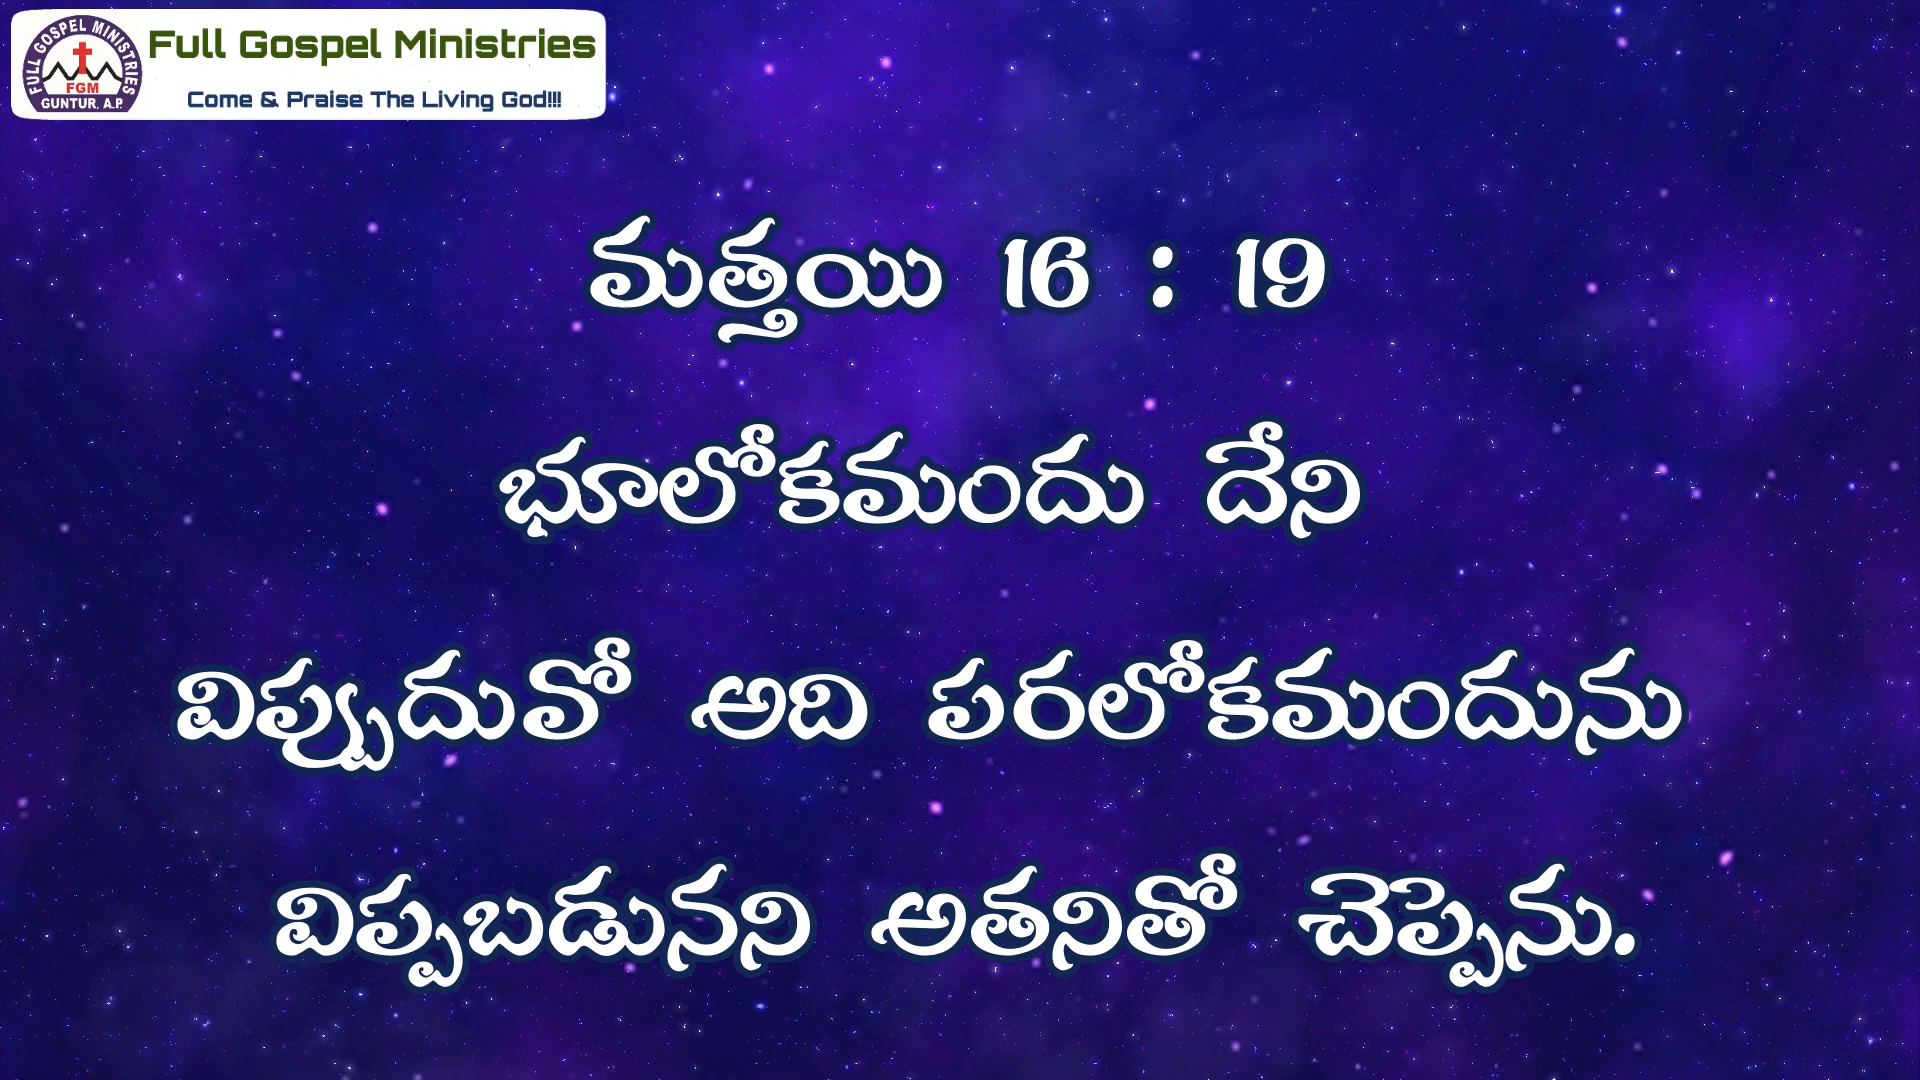 FULL GOSPEL MINISTRIES
FGM
GUNTUR. A.P.
Full Gospel Ministries
Come & Praise The Living God!!!
మత్తయి 16 : 19
భూలోకమందు దేని
విప్పుదువో అది పరలోకమందును
విప్పబడునని అతనితో చెప్పెను.